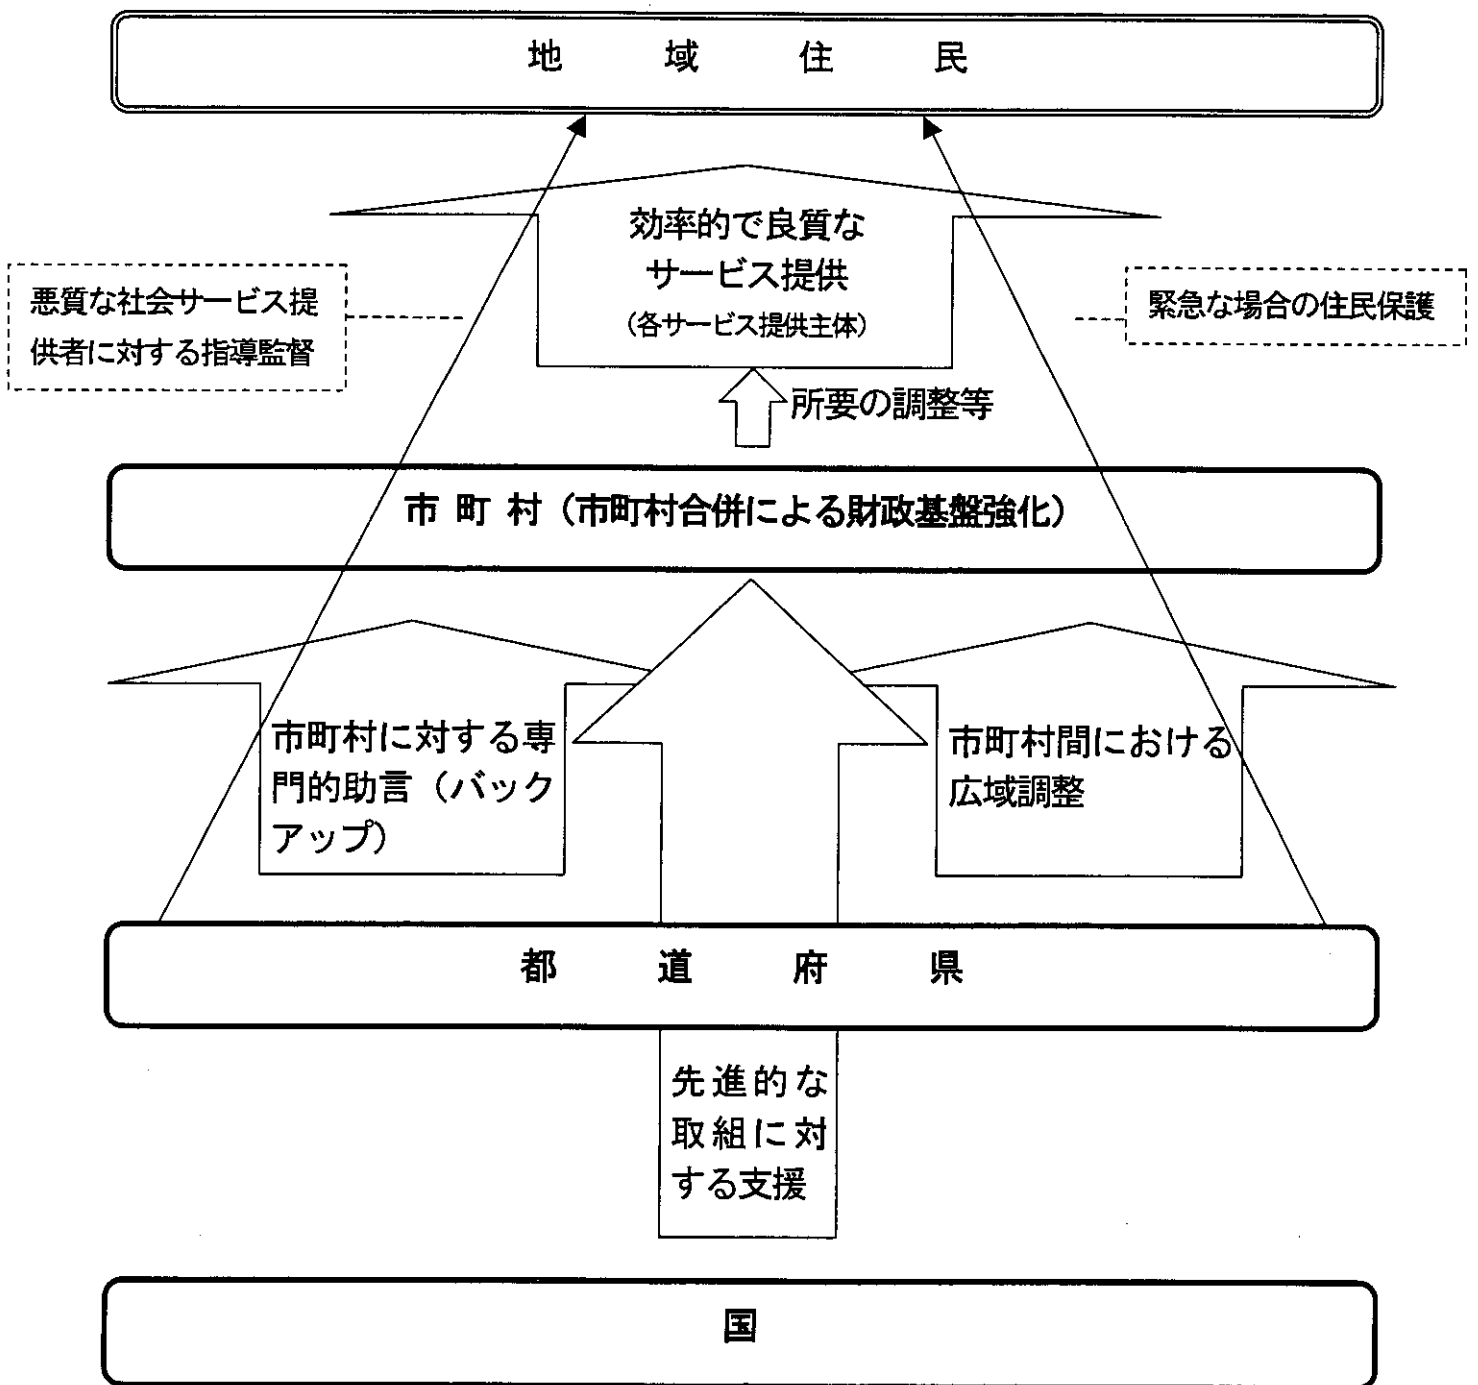 地域住民
効率的で良質な
サービス提供
(各サービス提供主体)
悪質な社会サービス提
供者に対する指導監督
緊急な場合の住民保護
所要の調整等
市町村(市町村合併による財政基盤強化)
市町村に対する専
門的助言(バック
アップ)
市町村間における
広域調整
都道府県
先進的な
取組に対
する支援
国